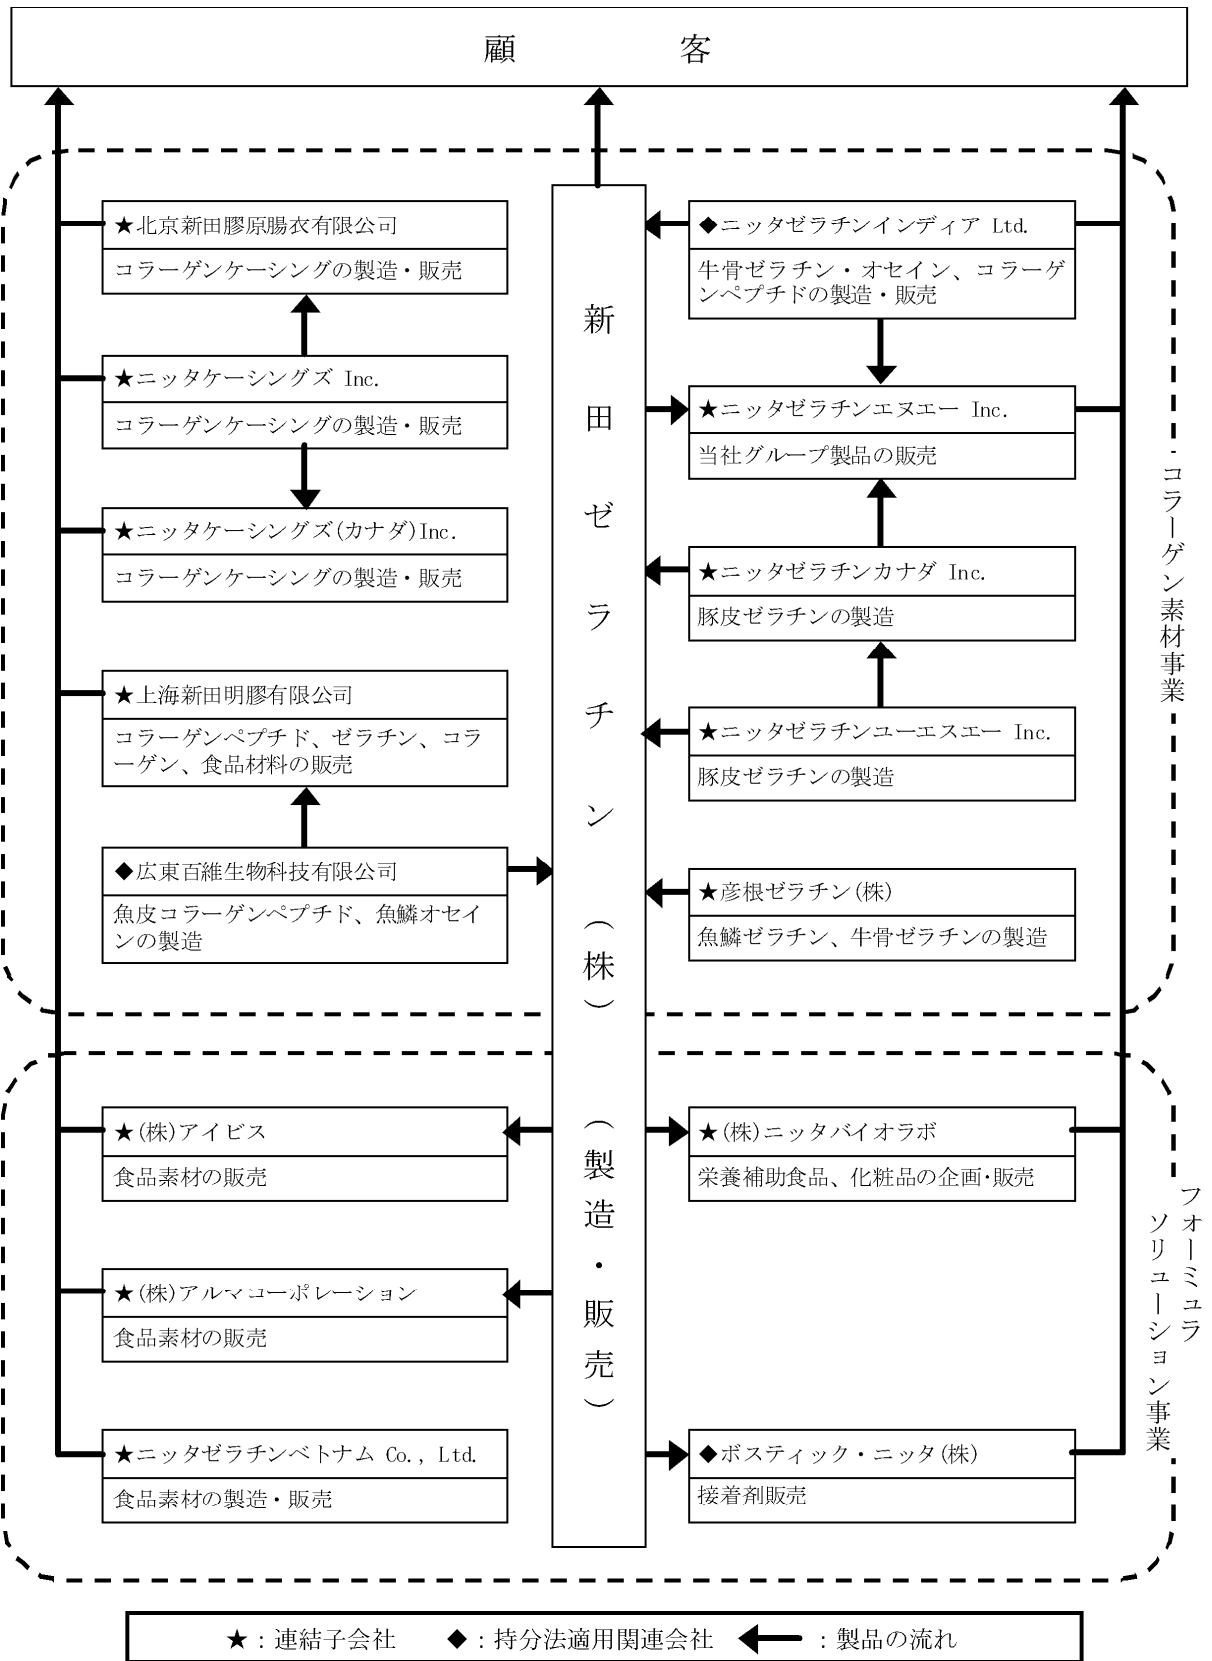 顧客
★北京新田膠原腸衣有限公司
コラーゲンケーシングの製造・販売
★ニッタケーシングズ Inc.
コラーゲンケーシングの製造・販売
★ニッタケーシングズ(カナダ)Inc.
コラーゲンケーシングの製造・販売
★上海新田明膠有限公司
コラーゲンペプチド、ゼラチン、コラ
ーゲン、食品材料の販売
◆広東百維生物科技有限公司
魚皮コラーゲンペプチド、魚鱗オセイ
ンの製造
新田ゼラチン(株)(製造・販売)
◆ニッタゼラチンインディア Ltd.
牛骨ゼラチン・オセイン、コラーゲ
ンペプチドの製造・販売
★ニッタゼラチンエヌエー Inc.
当社グループ製品の販売
★ニッタゼラチンカナダ Inc.
豚皮ゼラチンの製造
★ニッタゼラチンユーエスエー Inc.
豚皮ゼラチンの製造
★彦根ゼラチン(株)
魚鱗ゼラチン、牛骨ゼラチンの製造
コラーゲン素材事業
★(株)アイビス
食品素材の販売
★(株)アルマコーポレーション
食品素材の販売
★ニッタゼラチンベトナム Co., Ltd.
食品素材の製造・販売
★(株)ニッタバイオラボ
栄養補助食品、化粧品の企画・販売
◆ボスティック・ニッタ(株)
接着剤販売
フォーミュラ
ソリューション事業
★:連結子会社 ◆:持分法適用関連会社 :製品の流れ